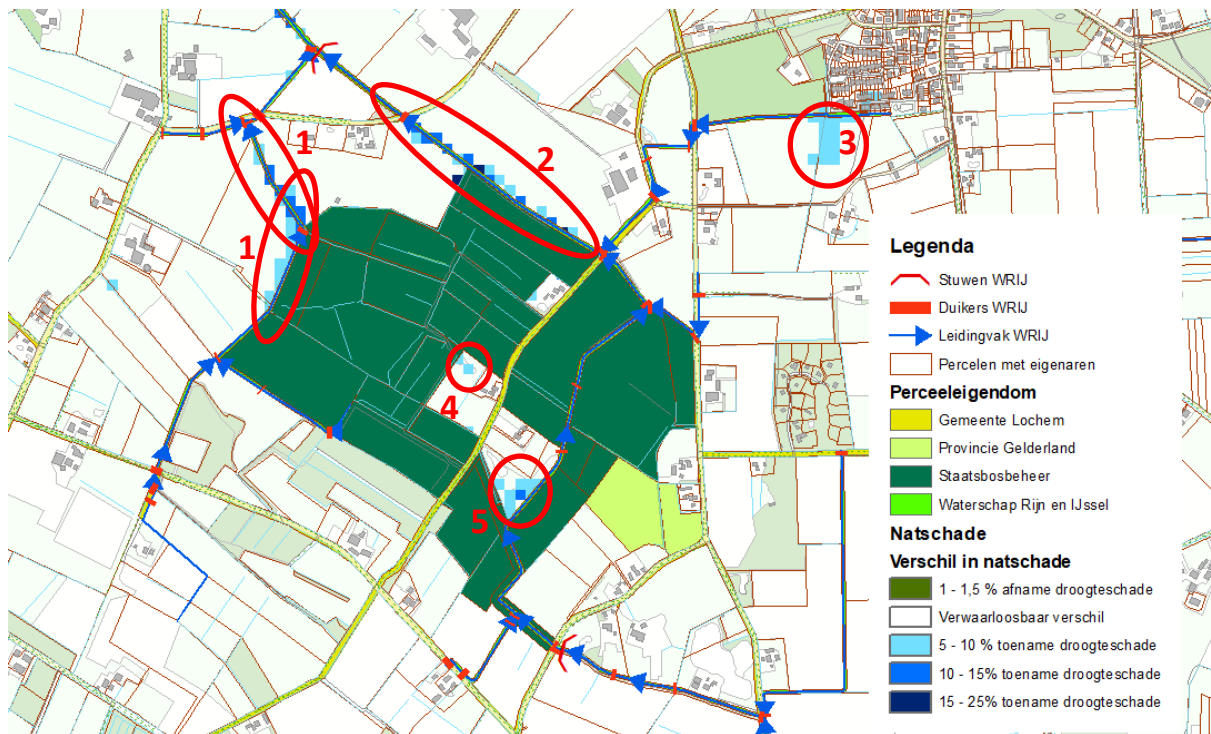 1
2
3
1
4
5
Legenda
Stuwen WRIJ
Duikers WRIJ
Leidingvak WRIJ
Percelen met eigenaren
Perceeleigendom
Gemeente Lochem
Provincie Gelderland
Staatsbosbeheer
Waterschap Rijn en IJssel
Natschade
Verschil in natschade
1 - 1,5 % afname droogteschade
Verwaarloosbaar verschil
5 - 10 % toename droogteschade
10 - 15% toename droogteschade
15 - 25% toename droogteschade